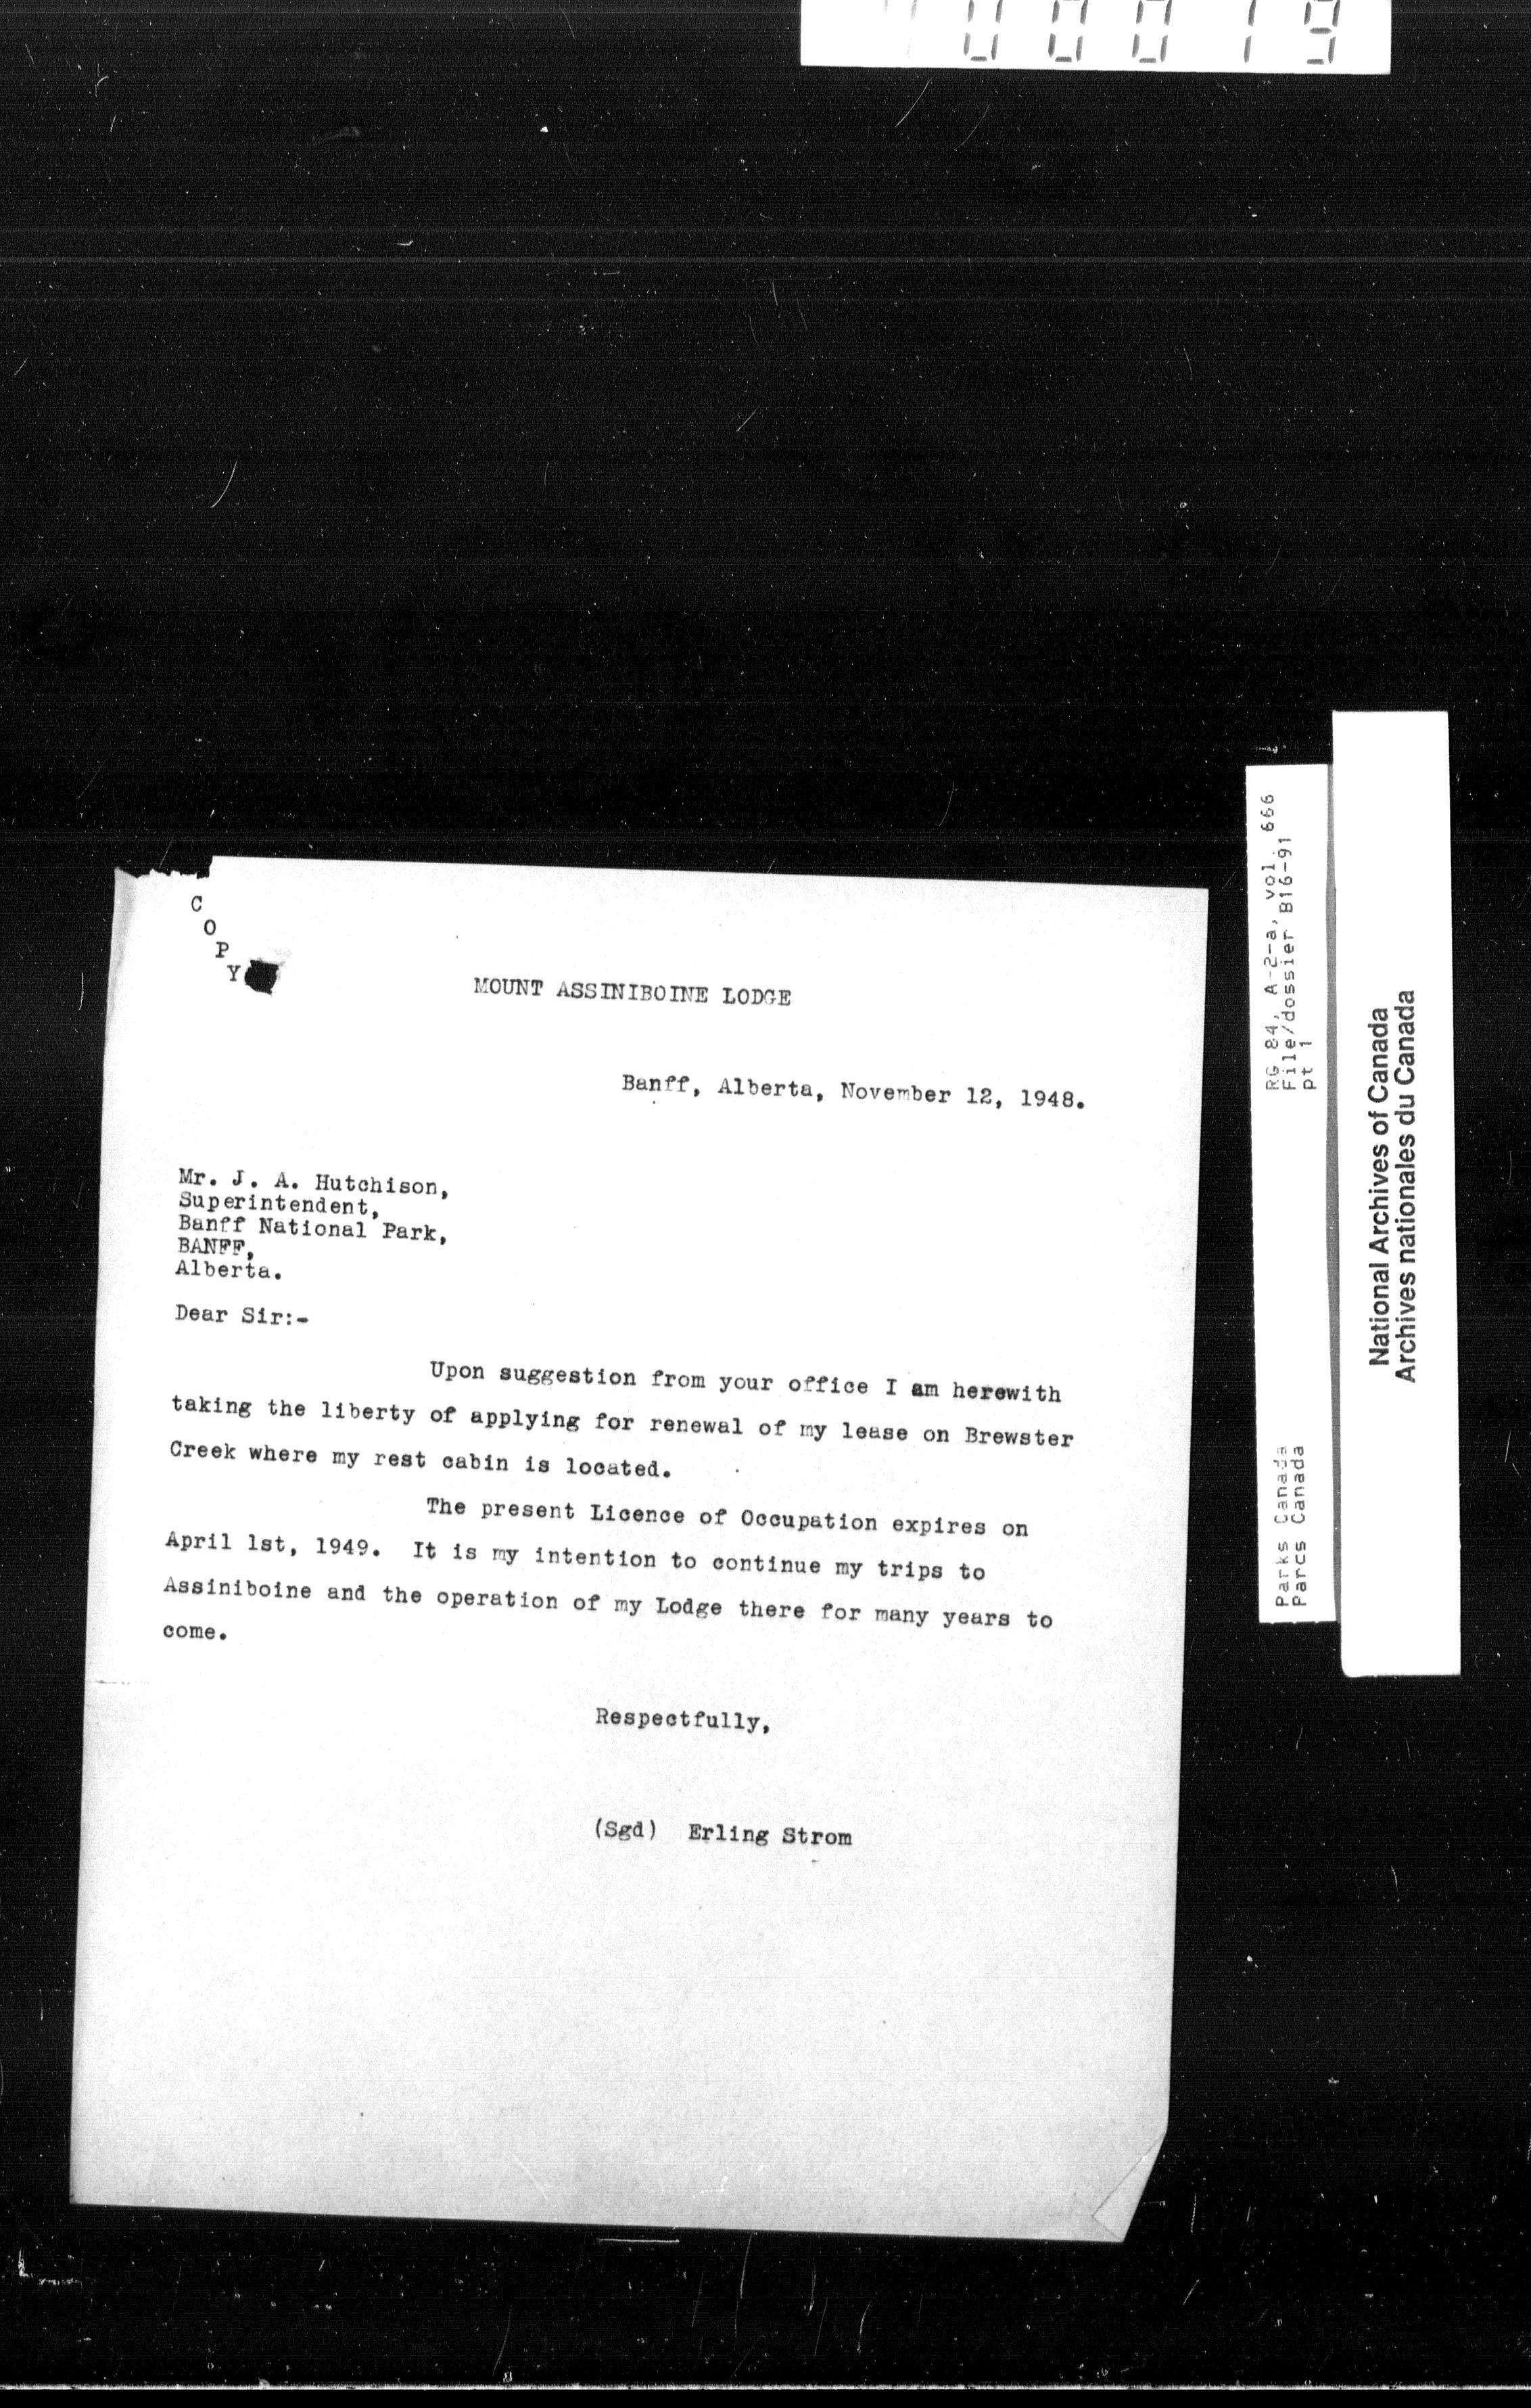 C
O
P
Y
MOUNT ASSINIBOINE LODGE
Banff, Alberta, November 12, 1948.
Mr. J. A. Hutchison,
Superintendent,
Banff National Park,
BANFF,
Alberta.
Dear Sir:-
Upon suggestion from your office I am herewith
taking the liberty of applying for renewal of my lease on Brewster
Creek where my rest cabin is located.
The present Licence of Occupation expires on
April 1st, 1949. It is my intention to continue my trips to
Assiniboine and the operation of my Lodge there for many years to
come.
Respectfully,
(Sgd) Erling Strom
RG 84, A-2-a, vol. 666
File/dossier B16-91
pt 1
Parks Canada
Parcs Canada
National Archives of Canada
Archives nationales du Canada